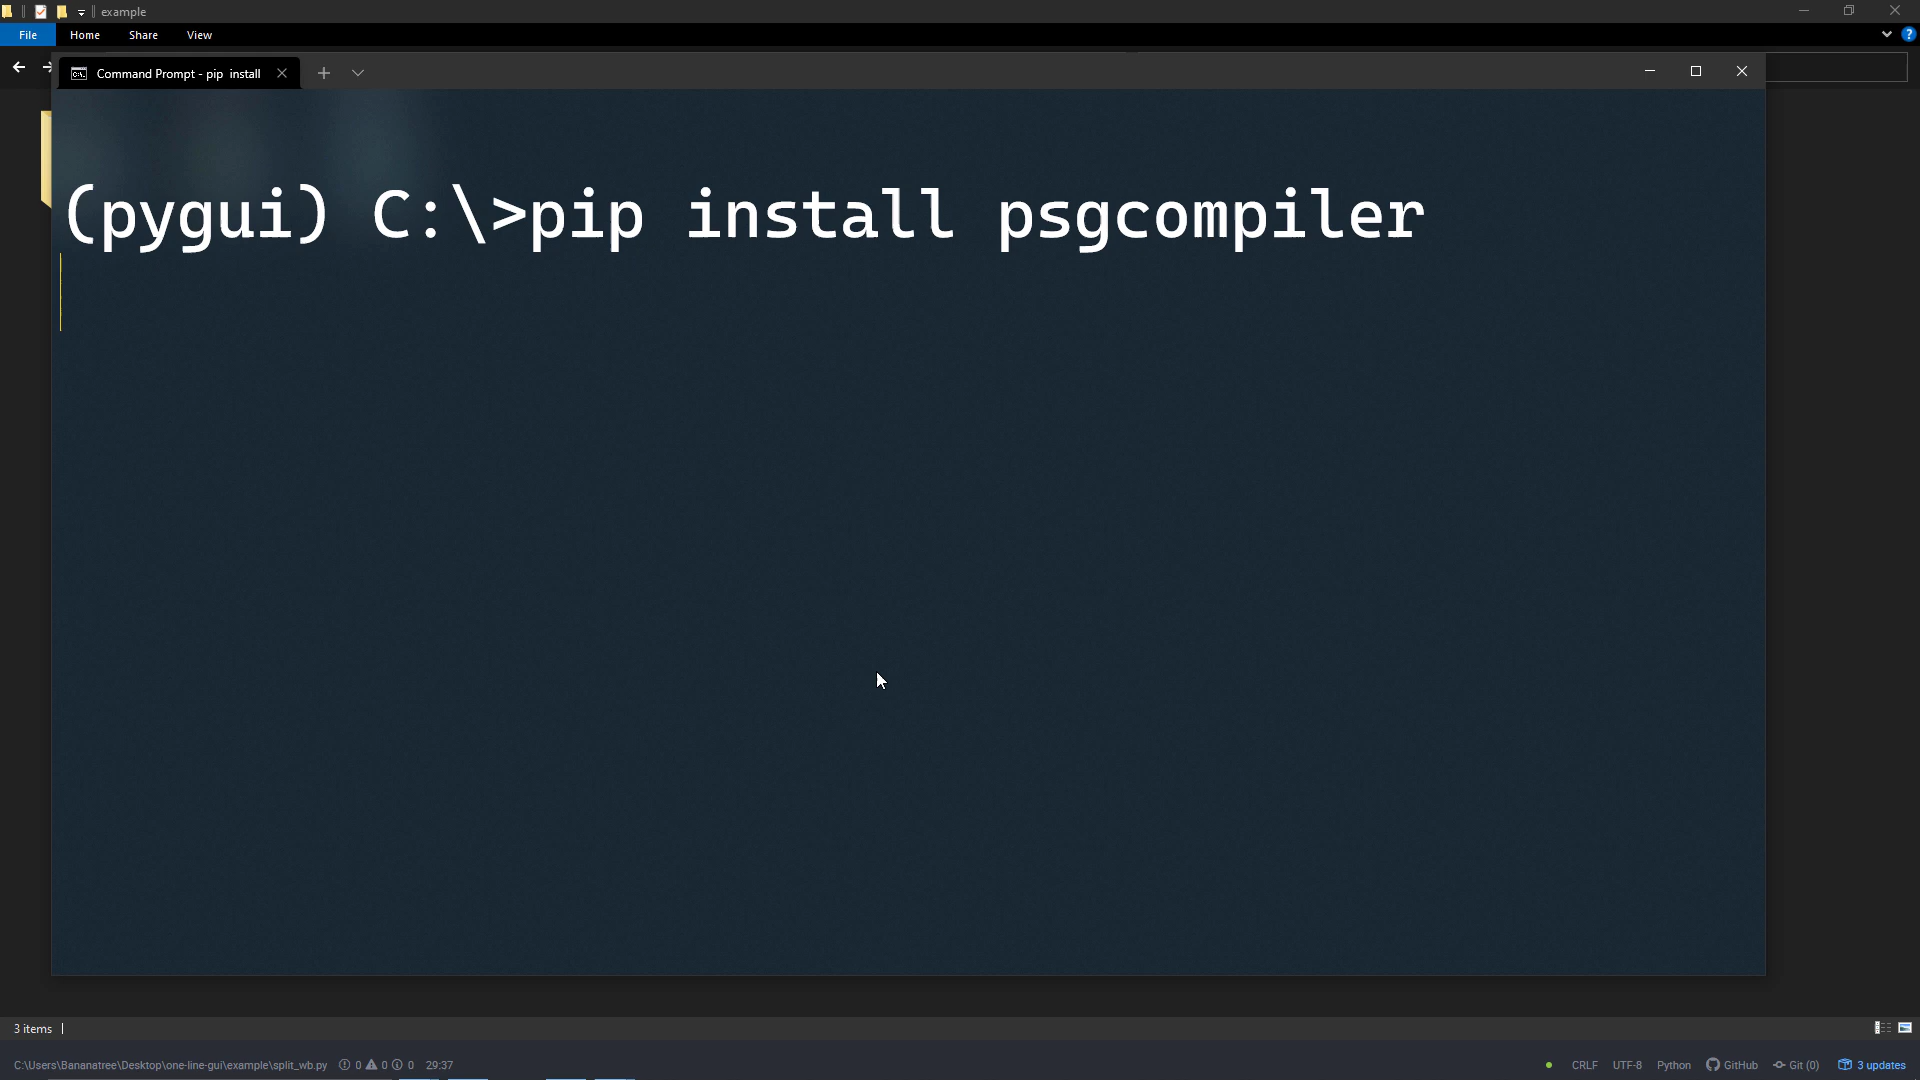 example
File Home Share View
Command Prompt - pip install
(pygui) C:\>pip install psgcompiler
3 items
C:\Users\Bananatree\Desktop\one-line-gui\example\split_wb.py 0 0 0 29:37 CRLF UTF-8 Python GitHub Git (0) 3 updates